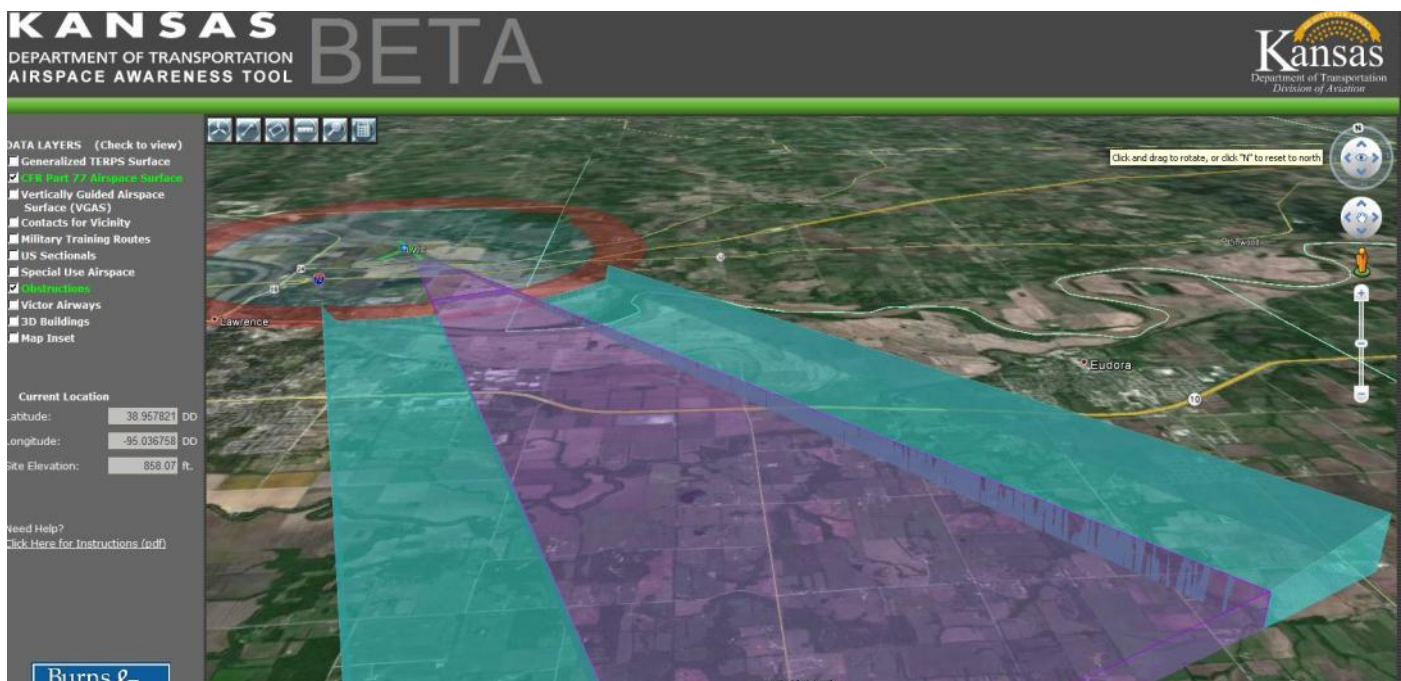 KANSAS
DEPARTMENT OF TRANSPORTATION
AIRSPACE AWARENESS TOOL
BETA
Kansas
Department of Transportation
Division of Aviation
DATA LAYERS (Check to view)
Generalized TERPS Surface
CFR Part 77 Airspace Surface
Vertically Guided Airspace
Surface (VGAS)
Contacts for Vicinity
Military Training Routes
US Sectionals
Special Use Airspace
Obstructions
Victor Airways
3D Buildings
Map Inset
Current Location
Latitude: 38.957821 DD
Longitude: -95.036758 DD
Site Elevation: 858.07 ft.
Need Help?
Click Here for Instructions (pdf)
Burns &
Click and drag to rotate, or click "N" to reset to north
N
LWC
Lawrence
Linwood
Eudora
10